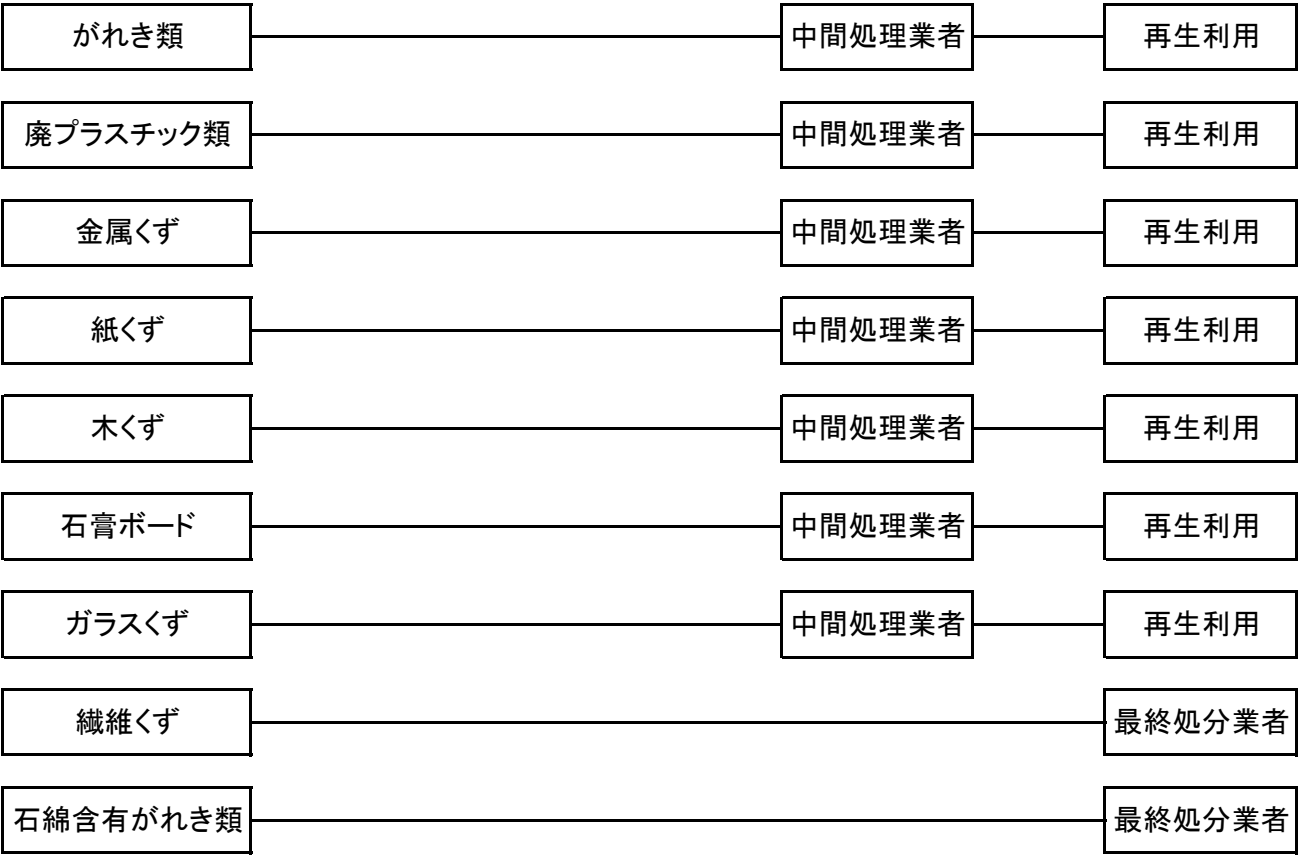 がれき類 中間処理業者 再生利用
廃プラスチック類 中間処理業者 再生利用
金属くず 中間処理業者 再生利用
紙くず 中間処理業者 再生利用
木くず 中間処理業者 再生利用
石膏ボード 中間処理業者 再生利用
ガラスくず 中間処理業者 再生利用
繊維くず 最終処分業者
石綿含有がれき類 最終処分業者